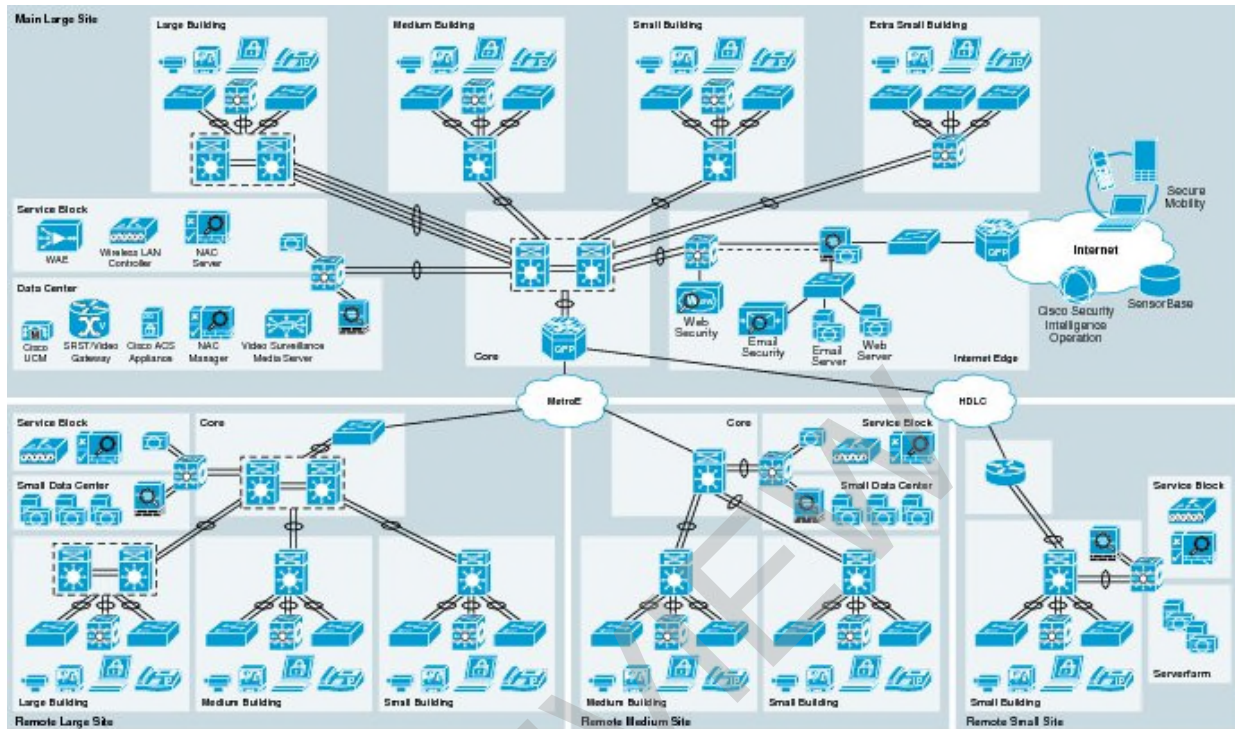 Main Large Site
Large Building
Medium Building
Small Building
Extra Small Building
Secure
Mobility
Service Block
WAE
Wireless LAN
Controller
NAC
Server
Internet
Data Center
Cisco
UCM
SRST/Video
Gateway
Cisco ACS
Appliance
NAC
Manager
Video Surveillance
Media Server
Core
QFP
QFP
WWW
Web
Security
Email
Security
Email
Server
Web
Server
Cisco Security
Intelligence
Operation
SensorBase
Internet Edge
MetroE
HDLC
Service Block
Core
Small Data Center
Large Building
Medium Building
Small Building
Remote Large Site
Core
Service Block
Small Data Center
Medium Building
Small Building
Remote Medium Site
Service Block
Serverfarm
Small Building
Remote Small Site